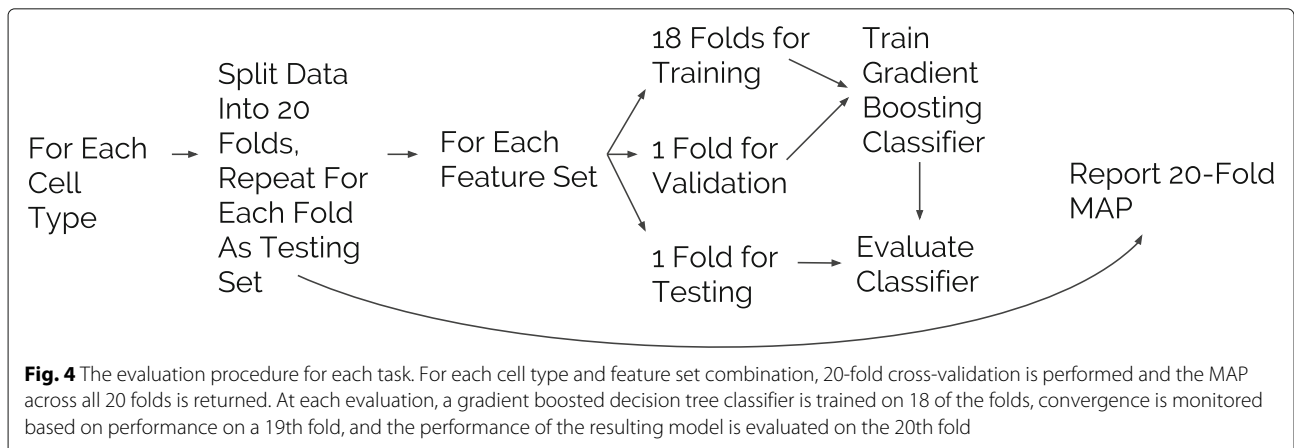 For Each
Cell
Type
Split Data
Into 20
Folds,
Repeat For
Each Fold
As Testing
Set
For Each
Feature Set
18 Folds for
Training
1 Fold for
Validation
1 Fold for
Testing
Train
Gradient
Boosting
Classifier
Evaluate
Classifier
Report 20-Fold
MAP
Fig. 4 The evaluation procedure for each task. For each cell type and feature set combination, 20-fold cross-validation is performed and the MAP
across all 20 folds is returned. At each evaluation, a gradient boosted decision tree classifier is trained on 18 of the folds, convergence is monitored
based on performance on a 19th fold, and the performance of the resulting model is evaluated on the 20th fold